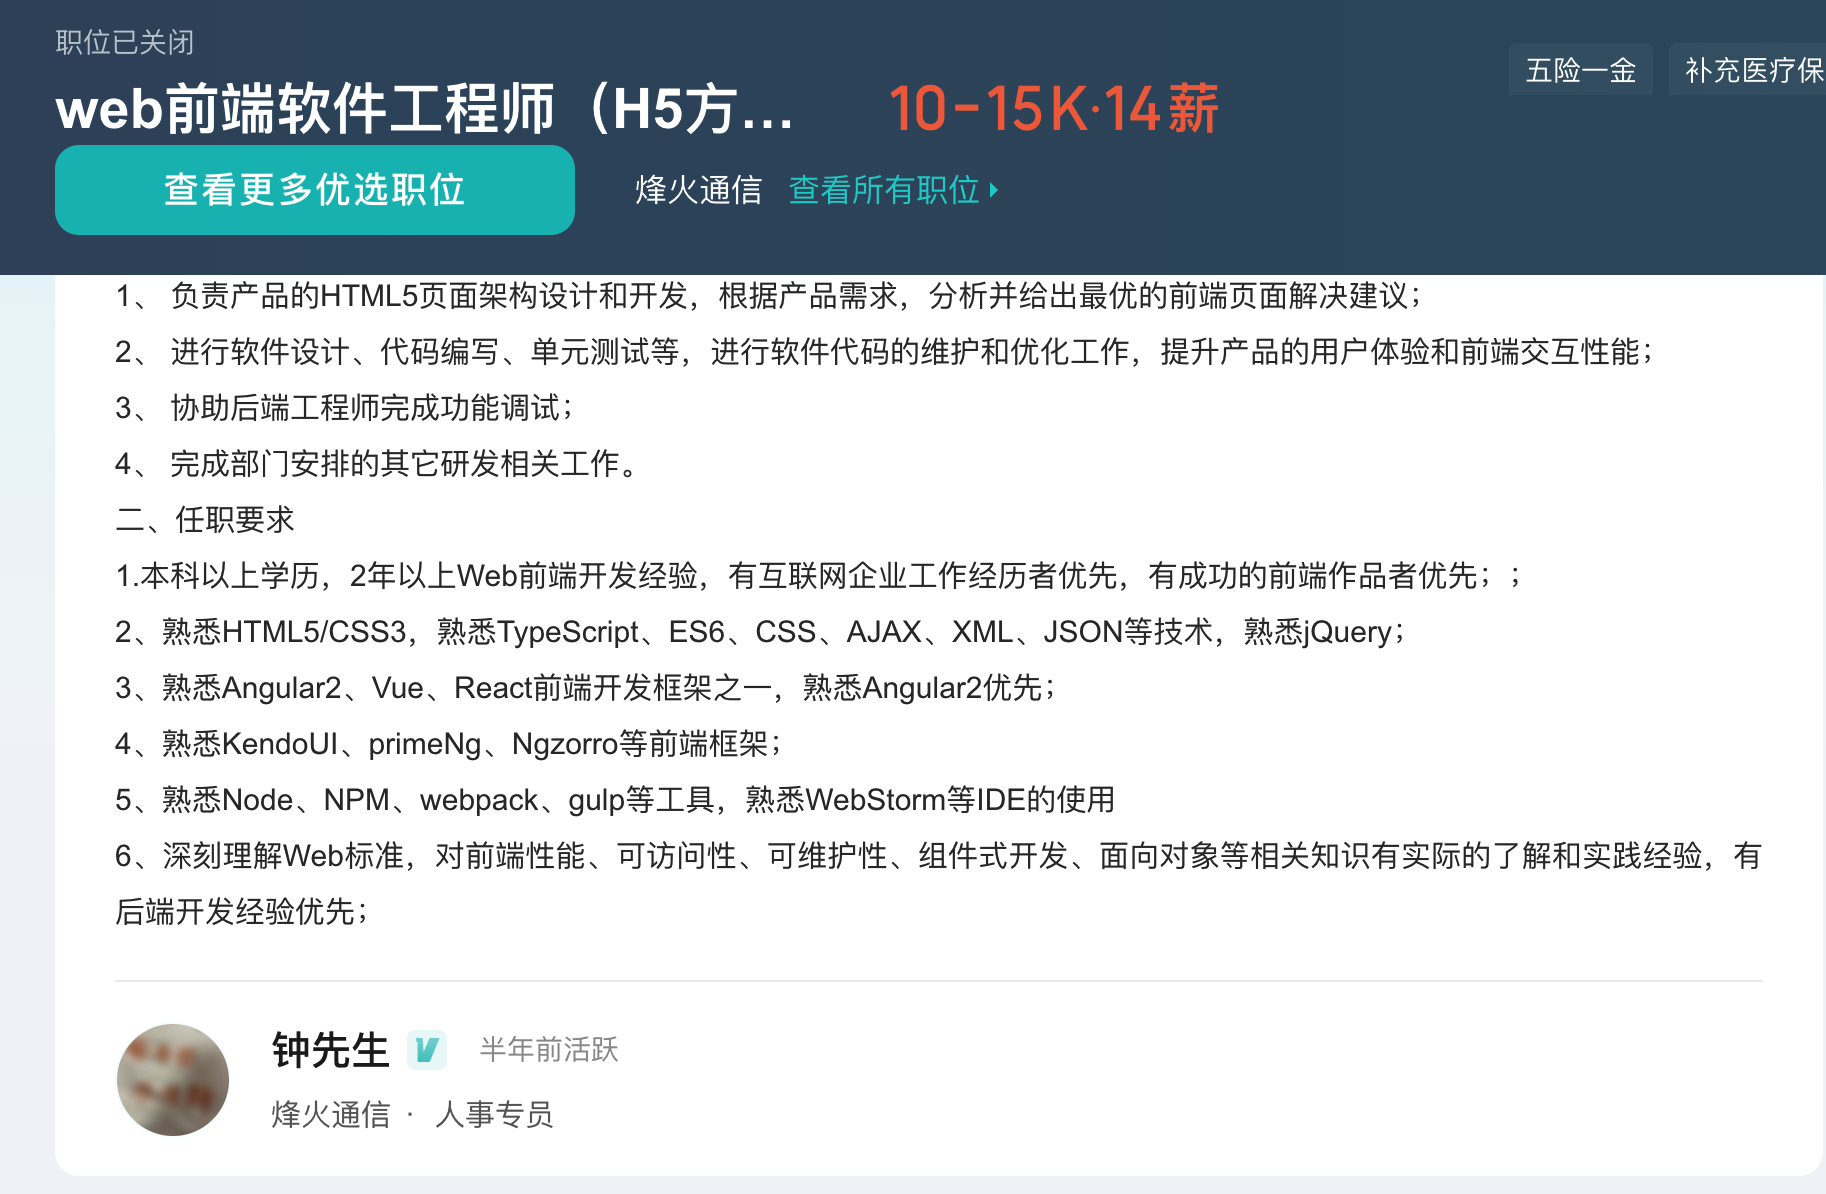 职位已关闭
web前端软件工程师（H5方...
10-15K·14薪
五险一金
补充医疗保
查看更多优选职位
烽火通信 查看所有职位
1、 负责产品的HTML5页面架构设计和开发，根据产品需求，分析并给出最优的前端页面解决建议；
2、 进行软件设计、代码编写、单元测试等，进行软件代码的维护和优化工作，提升产品的用户体验和前端交互性能；
3、 协助后端工程师完成功能调试；
4、 完成部门安排的其它研发相关工作。
二、任职要求
1.本科以上学历，2年以上Web前端开发经验，有互联网企业工作经历者优先，有成功的前端作品者优先；；
2、熟悉HTML5/CSS3，熟悉TypeScript、ES6、CSS、AJAX、XML、JSON等技术，熟悉jQuery；
3、熟悉Angular2、Vue、React前端开发框架之一，熟悉Angular2优先；
4、熟悉KendoUI、primeNg、Ngzorro等前端框架；
5、熟悉Node、NPM、webpack、gulp等工具，熟悉WebStorm等IDE的使用
6、深刻理解Web标准，对前端性能、可访问性、可维护性、组件式开发、面向对象等相关知识有实际的了解和实践经验，有
后端开发经验优先；
钟先生 V 半年前活跃
烽火通信 · 人事专员